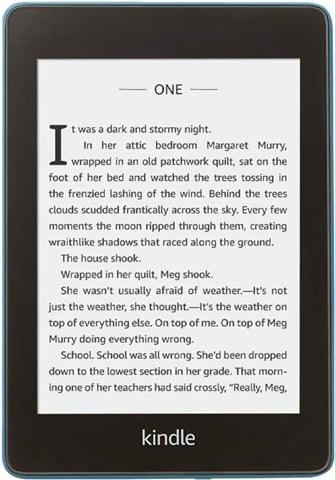 ONE
It was a dark and stormy night.
In her attic bedroom Margaret Murry,
wrapped in an old patchwork quilt, sat on the
foot of her bed and watched the trees tossing in
the frenzied lashing of the wind. Behind the trees
clouds scudded frantically across the sky. Every few
moments the moon ripped through them, creating
wraithlike shadows that raced along the ground.
The house shook.
Wrapped in her quilt, Meg shook.
She wasn't usually afraid of weather.—It's not
just the weather, she thought.—It's the weather on
top of everything else. On top of me. On top of Meg
Murry doing everything wrong.
School. School was all wrong. She'd been dropped
down to the lowest section in her grade. That morn-
ing one of her teachers had said crossly, “Really, Meg,
kindle